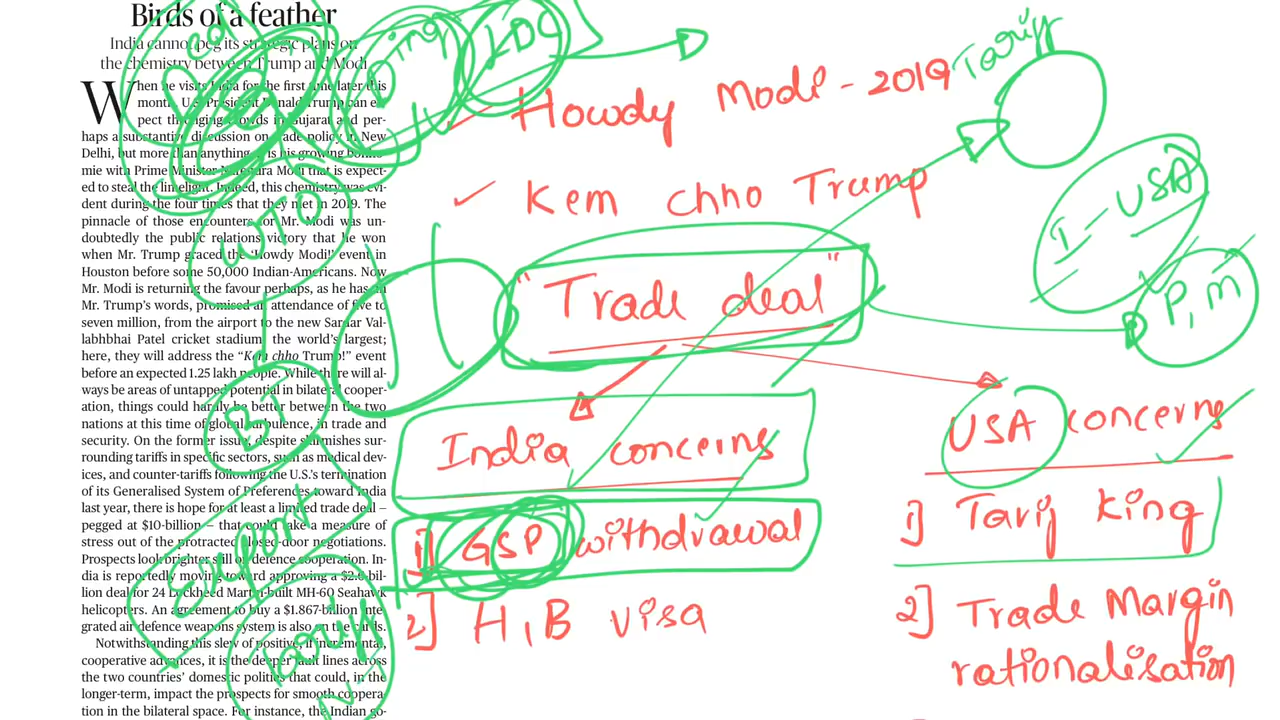 Birds of a feather
India cannot peg its strategic plans on
the chemistry between Trump and Modi
When he visits India for the first time later this
month, U.S. President Donald Trump can ex-
pect thronging crowds in Gujarat and per-
haps a substantive discussion on trade policy in New
Delhi, but more than anything it is his growing bonho-
mie with Prime Minister Narendra Modi that is expect-
ed to steal the limelight. Indeed, this chemistry was evi-
dent during the four times that they met in 2019. The
pinnacle of those encounters for Mr. Modi was un-
doubtedly the public relations victory that he won
when Mr. Trump graced the "Howdy Modi!" event in
Houston before some 50,000 Indian-Americans. Now
Mr. Modi is returning the favour perhaps, as he has, in
Mr. Trump's words, promised an attendance of five to
seven million, from the airport to the new Sardar Val-
labhbhai Patel cricket stadium, the world's largest;
here, they will address the "Kem chho Trump!" event
before an expected 1.25 lakh people. While there will al-
ways be areas of untapped potential in bilateral cooper-
ation, things could hardly be better between the two
nations at this time of global turbulence, in trade and
security. On the former issue, despite skirmishes sur-
rounding tariffs in specific sectors, such as medical dev-
ices, and counter-tariffs following the U.S.'s termination
of its Generalised System of Preferences toward India
last year, there is hope for at least a limited trade deal –
pegged at $10-billion – that could take a measure of
stress out of the protracted closed-door negotiations.
Prospects look brighter still on defence cooperation. In-
dia is reportedly moving toward approving a $2.6-bil-
lion deal for 24 Lockheed Martin-built MH-60 Seahawk
helicopters. An agreement to buy a $1.867-billion inte-
grated air defence weapons system is also on the cards.
Notwithstanding this slew of positive, if incremental,
cooperative advances, it is the deeper fault lines across
the two countries' domestic politics that could, in the
longer-term, impact the prospects for smooth coopera-
tion in the bilateral space. For instance, the Indian go-
Ding
LDC
WTO
BT
Export
Tariff
N
Howdy Modi - 2019
Tariff
Kem chho Trump
I - USA
"Trade deal"
P, m
India concerns
1] GSP withdrawal
2] H1B visa
USA concerns
1] Tarif King
2] Trade Margin
rationalisation